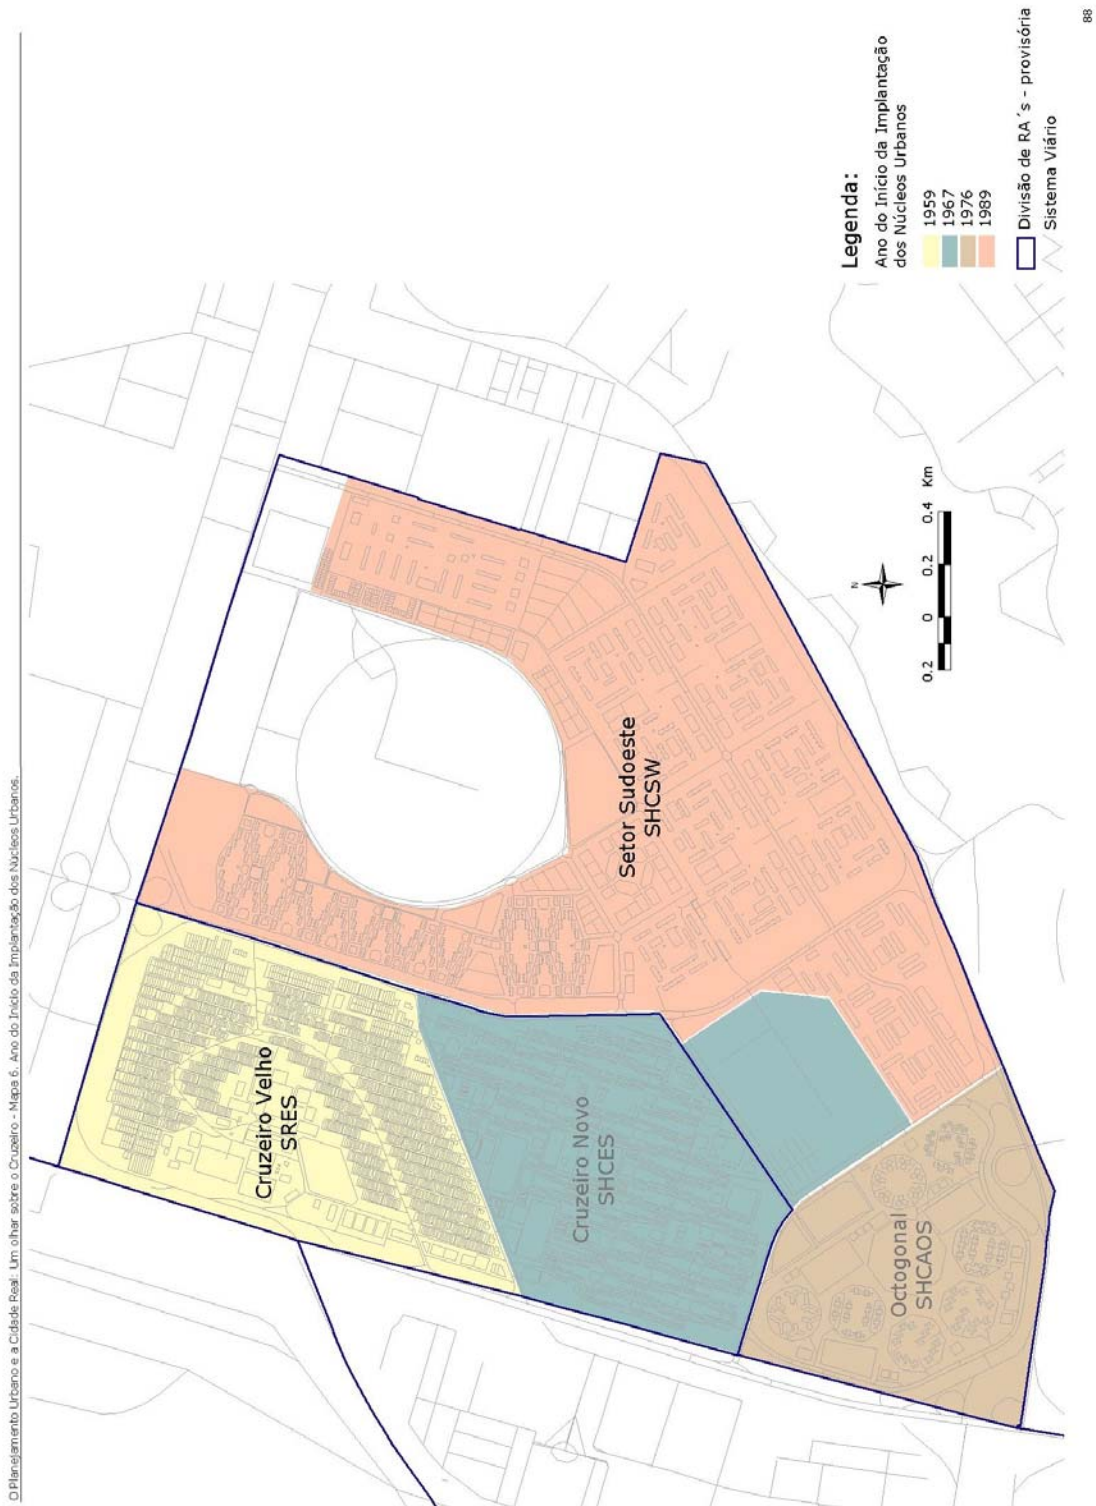 O Planejamento Urbano e a Cidade Real: Um olhar sobre o Cruzeiro - Mapa 6. Ano do Início da Implantação dos Núcleos Urbanos.
Cruzeiro Velho
SRES
Cruzeiro Novo
SHCES
Octogonal
SHCAOS
Setor Sudoeste
SHCSW
N
0.2 0 0.2 0.4 Km
Legenda:
Ano do Início da Implantação
dos Núcleos Urbanos
1959
1967
1976
1989
Divisão de RA´s - provisória
Sistema Viário
88